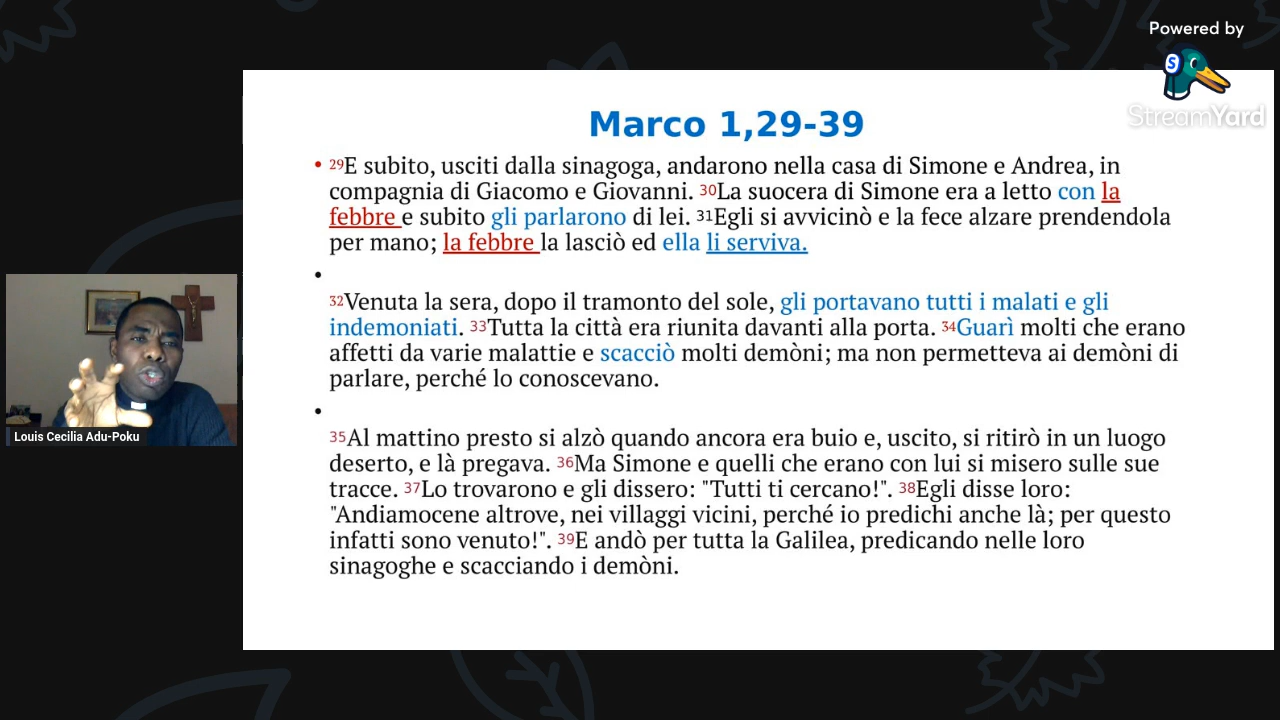 Powered by
StreamYard
Marco 1,29-39
• 29E subito, usciti dalla sinagoga, andarono nella casa di Simone e Andrea, in
compagnia di Giacomo e Giovanni. 30La suocera di Simone era a letto con la
febbre e subito gli parlarono di lei. 31Egli si avvicinò e la fece alzare prendendola
per mano; la febbre la lasciò ed ella li serviva.
•
32Venuta la sera, dopo il tramonto del sole, gli portavano tutti i malati e gli
indemoniati. 33Tutta la città era riunita davanti alla porta. 34Guarì molti che erano
affetti da varie malattie e scacciò molti demòni; ma non permetteva ai demòni di
parlare, perché lo conoscevano.
•
35Al mattino presto si alzò quando ancora era buio e, uscito, si ritirò in un luogo
deserto, e là pregava. 36Ma Simone e quelli che erano con lui si misero sulle sue
tracce. 37Lo trovarono e gli dissero: "Tutti ti cercano!". 38Egli disse loro:
"Andiamocene altrove, nei villaggi vicini, perché io predichi anche là; per questo
infatti sono venuto!". 39E andò per tutta la Galilea, predicando nelle loro
sinagoghe e scacciando i demòni.
Louis Cecilia Adu-Poku